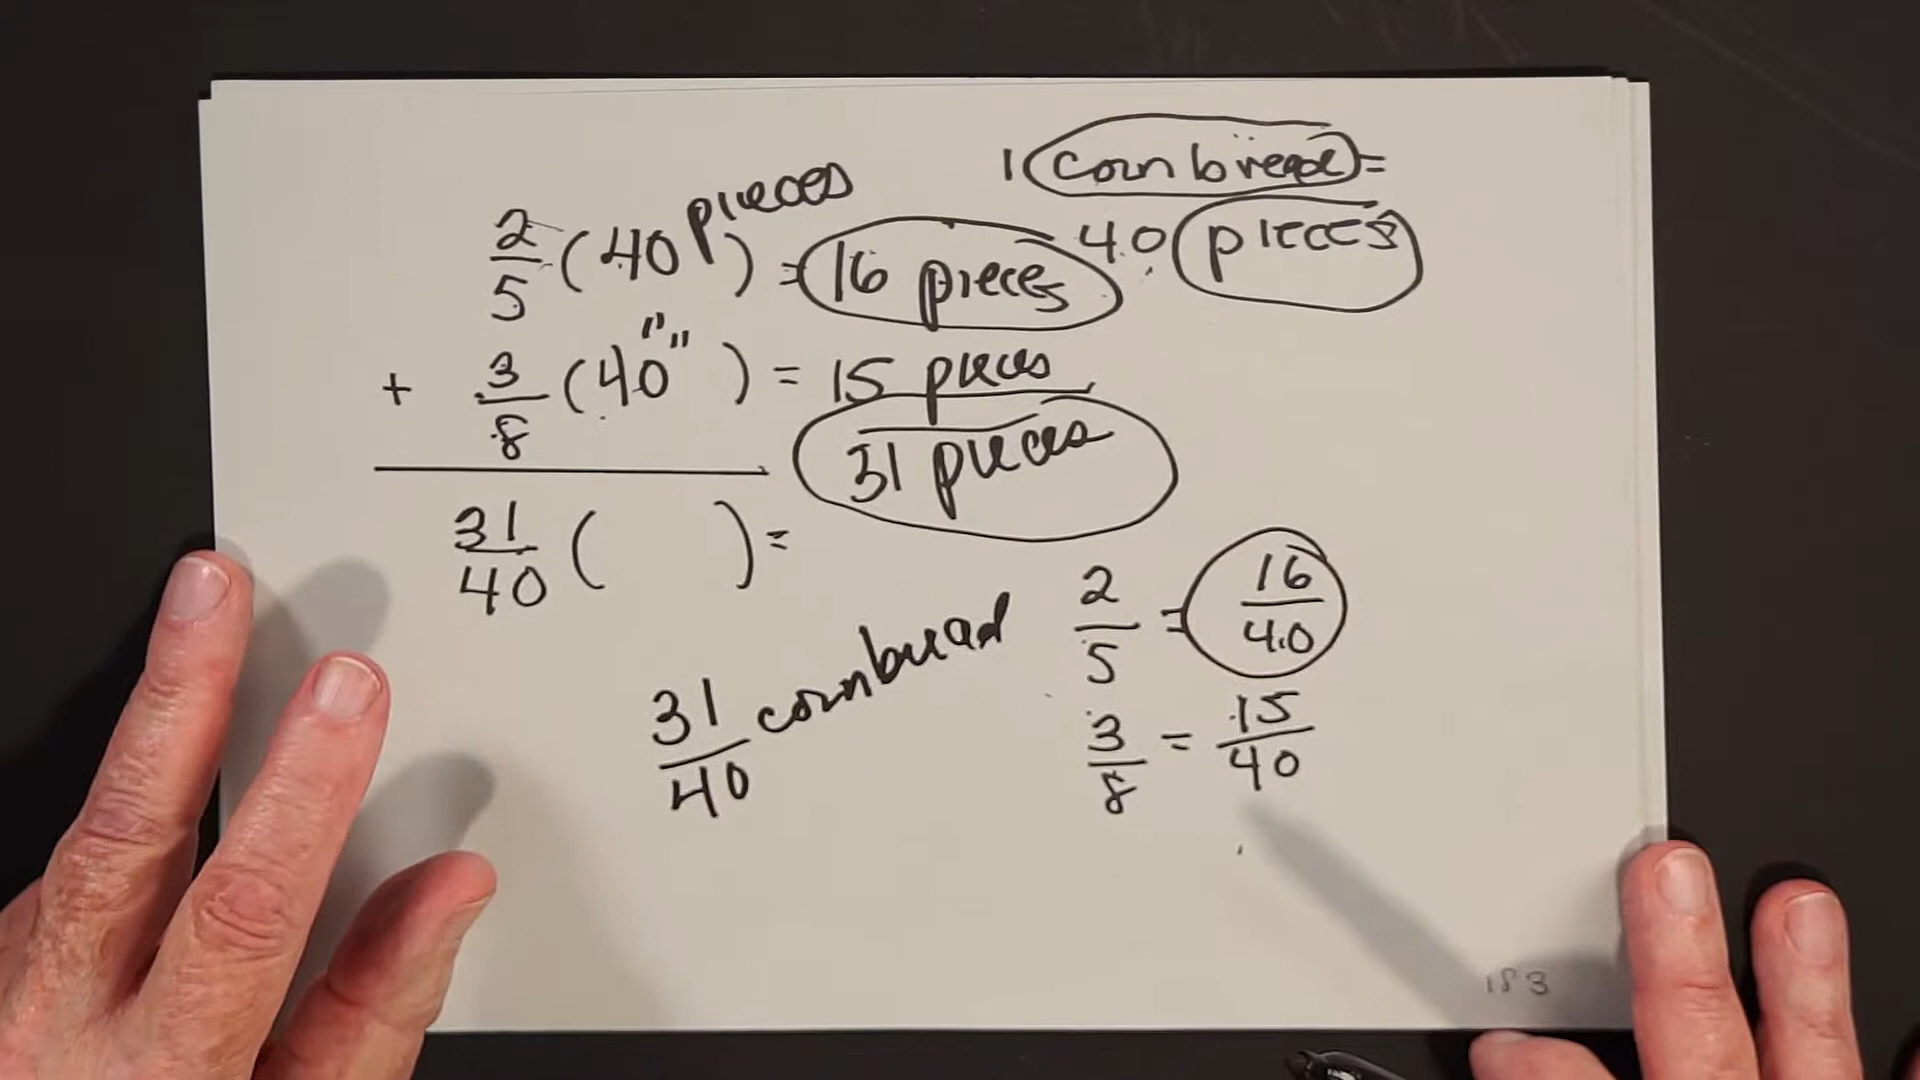 1 cornbread =
40 pieces
2/5 (40 pieces) = 16 pieces
+ 3/8 (40 " ") = 15 pieces
31 pieces
31/40 ( ) =
31/40 cornbread
2/5 = 16/40
3/8 = 15/40
183